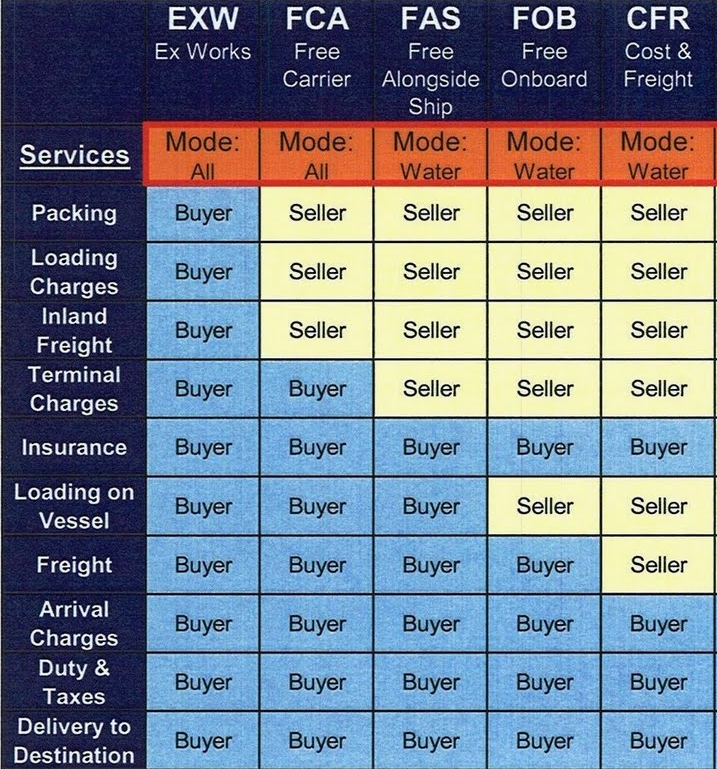 EXW FCA FAS FOB CFR
Ex Works Free Free Free Cost &
Carrier Alongside Onboard Freight
Ship
Services Mode: Mode: Mode: Mode: Mode:
All All Water Water Water
Packing Buyer Seller Seller Seller Seller
Loading
Charges Buyer Seller Seller Seller Seller
Inland
Freight Buyer Seller Seller Seller Seller
Terminal
Charges Buyer Buyer Seller Seller Seller
Insurance Buyer Buyer Buyer Buyer Buyer
Loading on
Vessel Buyer Buyer Buyer Seller Seller
Freight Buyer Buyer Buyer Buyer Seller
Arrival
Charges Buyer Buyer Buyer Buyer Buyer
Duty &
Taxes Buyer Buyer Buyer Buyer Buyer
Delivery to
Destination Buyer Buyer Buyer Buyer Buyer